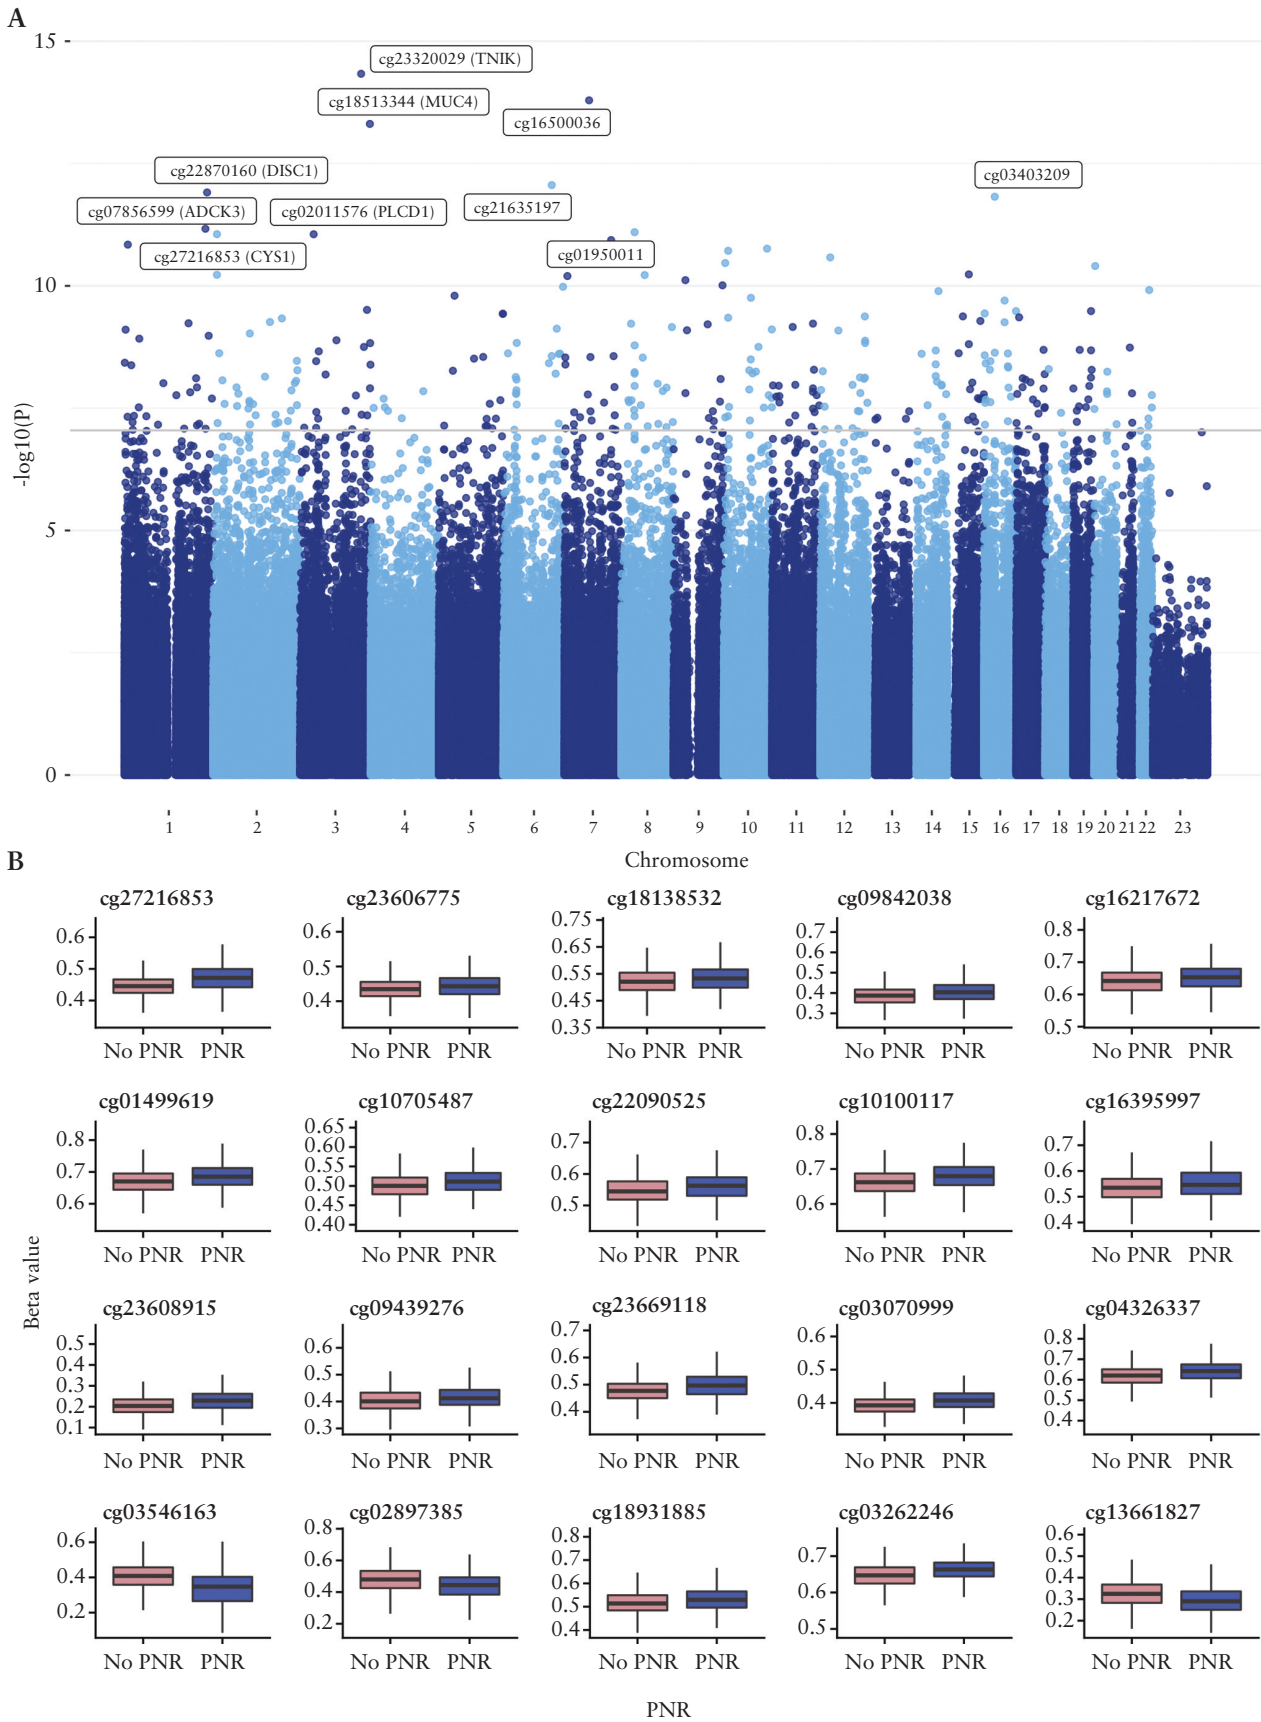 A
15
cg23320029 (TNIK)
cg18513344 (MUC4)
cg16500036
cg22870160 (DISC1)
cg03403209
cg07856599 (ADCK3)
cg02011576 (PLCD1)
cg21635197
cg27216853 (CYS1)
cg01950011
10
-log10(P)
5
0
1 2 3 4 5 6 7 8 9 10 11 12 13 14 15 16 17 18 19 20 21 22 23
Chromosome
B
cg27216853 cg23606775 cg18138532 cg09842038 cg16217672
0.6 0.5 0.4
0.6 0.5 0.4
0.75 0.65 0.55 0.45 0.35
0.7 0.6 0.5 0.4 0.3
0.8 0.7 0.6 0.5
No PNR PNR No PNR PNR No PNR PNR No PNR PNR No PNR PNR
cg01499619 cg10705487 cg22090525 cg10100117 cg16395997
0.8 0.7 0.6
0.65 0.60 0.55 0.50 0.45 0.40
0.7 0.6 0.5
0.8 0.7 0.6
0.7 0.6 0.5 0.4
No PNR PNR No PNR PNR No PNR PNR No PNR PNR No PNR PNR
Beta value
cg23608915 cg09439276 cg23669118 cg03070999 cg04326337
0.5 0.4 0.3 0.2 0.1
0.6 0.5 0.4 0.3
0.7 0.6 0.5 0.4
0.6 0.5 0.4
0.8 0.7 0.6 0.5 0.4
No PNR PNR No PNR PNR No PNR PNR No PNR PNR No PNR PNR
cg03546163 cg02897385 cg18931885 cg03262246 cg13661827
0.6 0.4 0.2
0.8 0.6 0.4 0.2
0.8 0.7 0.6 0.5 0.4
0.7 0.6 0.5
0.6 0.5 0.4 0.3 0.2
No PNR PNR No PNR PNR No PNR PNR No PNR PNR No PNR PNR
PNR